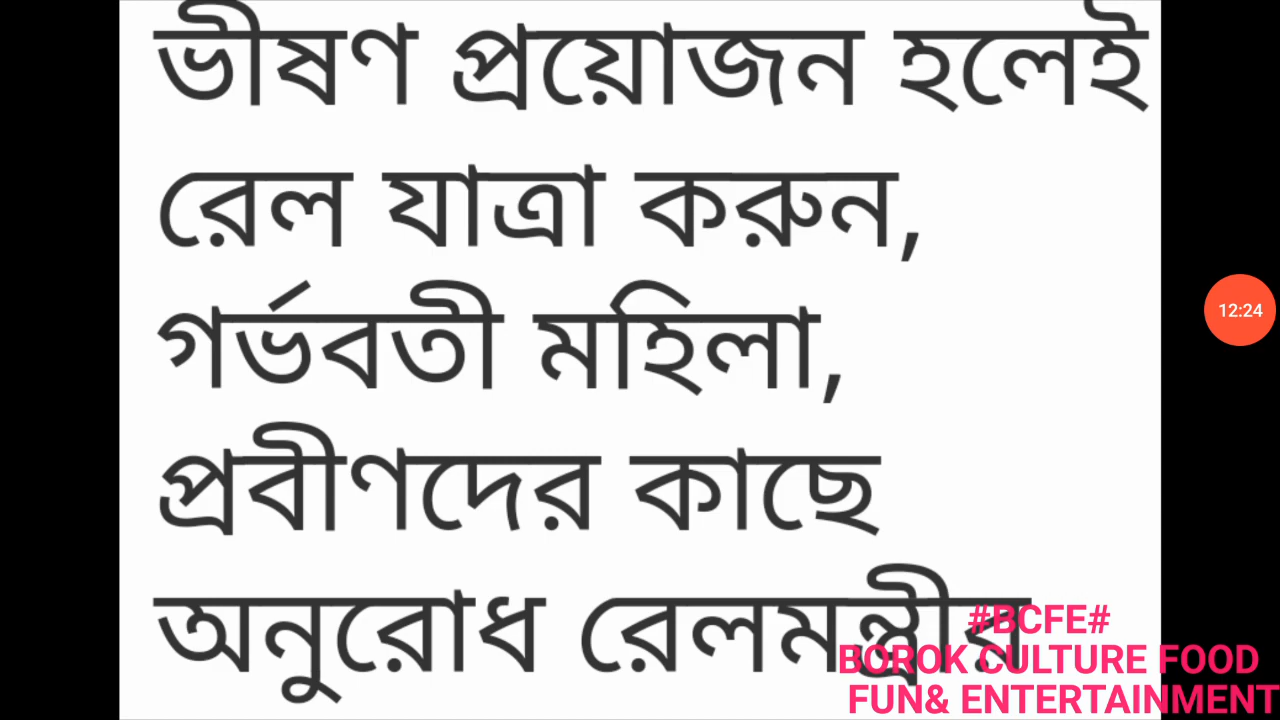 ভীষণ প্রয়োজন হলেই
রেল যাত্রা করুন,
গর্ভবতী মহিলা,
প্রবীণদের কাছে
অনুরোধ রেলমন্ত্রীর
12:24
#BCFE#
BOROK CULTURE FOOD
FUN& ENTERTAINMENT